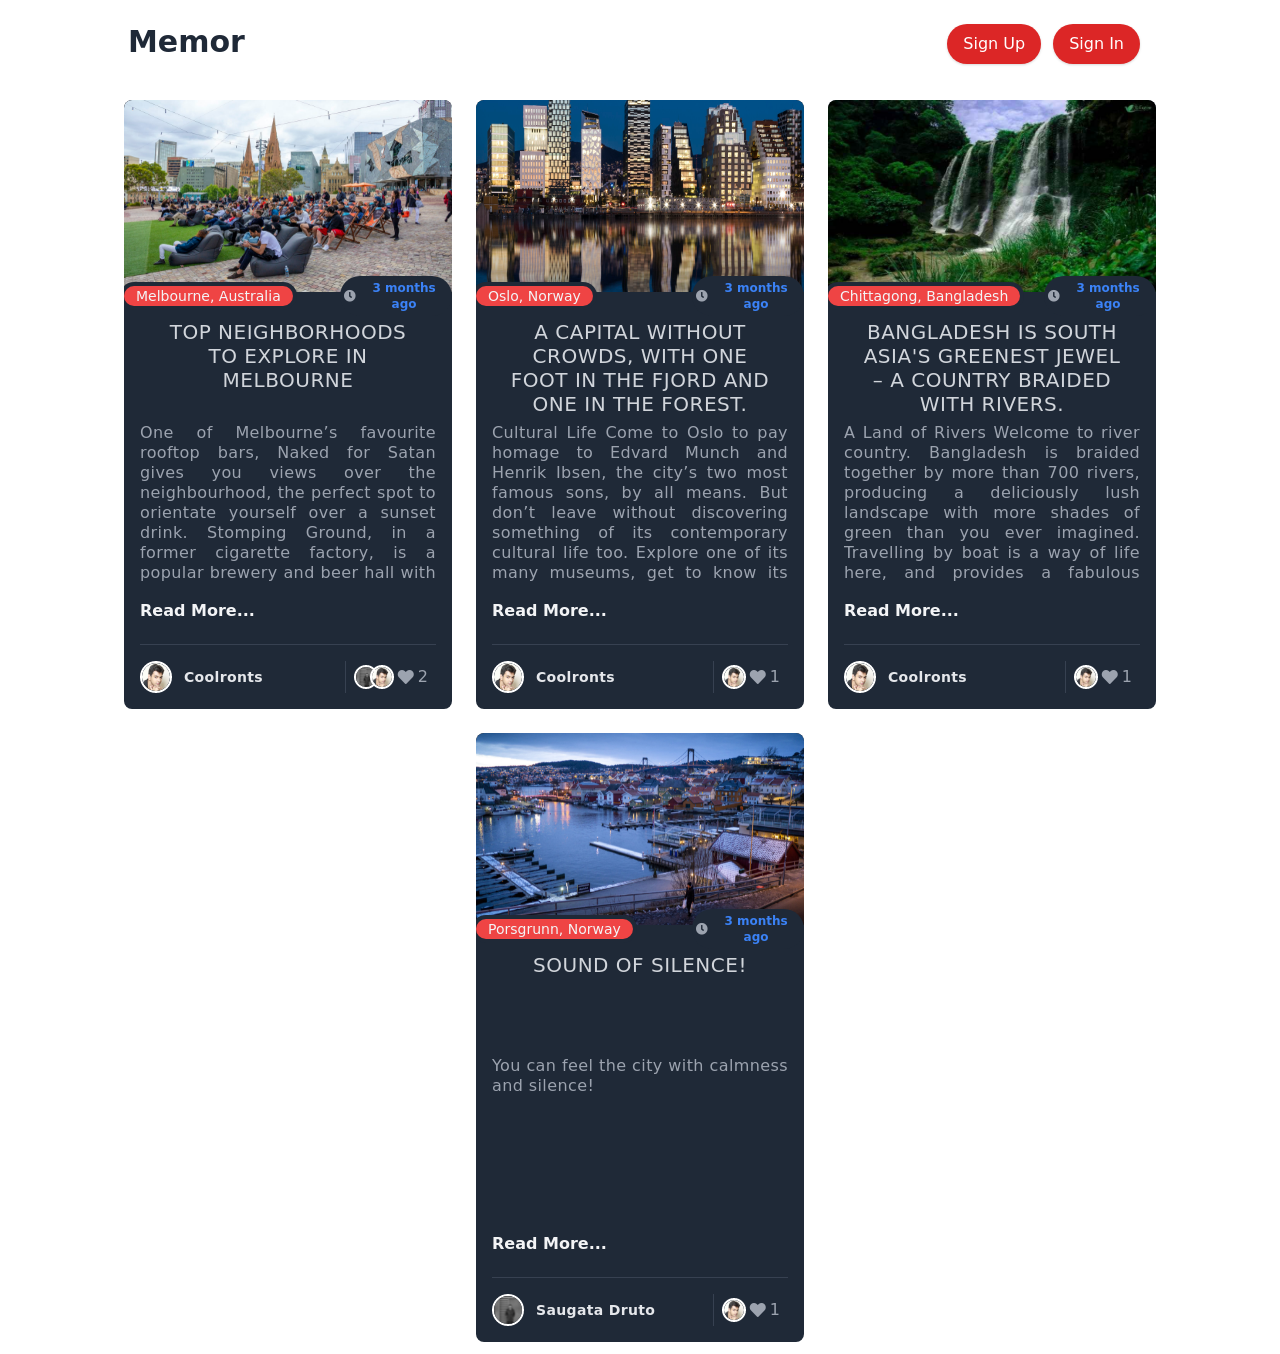 Memor
Sign Up
Sign In
Melbourne, Australia
3 months
ago
TOP NEIGHBORHOODS
TO EXPLORE IN
MELBOURNE
One of Melbourne’s favourite
rooftop bars, Naked for Satan
gives you views over the
neighbourhood, the perfect spot to
orientate yourself over a sunset
drink. Stomping Ground, in a
former cigarette factory, is a
popular brewery and beer hall with
Read More...
Coolronts
2
Oslo, Norway
3 months
ago
A CAPITAL WITHOUT
CROWDS, WITH ONE
FOOT IN THE FJORD AND
ONE IN THE FOREST.
Cultural Life Come to Oslo to pay
homage to Edvard Munch and
Henrik Ibsen, the city’s two most
famous sons, by all means. But
don’t leave without discovering
something of its contemporary
cultural life too. Explore one of its
many museums, get to know its
Read More...
Coolronts
1
Chittagong, Bangladesh
3 months
ago
BANGLADESH IS SOUTH
ASIA'S GREENEST JEWEL
– A COUNTRY BRAIDED
WITH RIVERS.
A Land of Rivers Welcome to river
country. Bangladesh is braided
together by more than 700 rivers,
producing a deliciously lush
landscape with more shades of
green than you ever imagined.
Travelling by boat is a way of life
here, and provides a fabulous
Read More...
Coolronts
1
Porsgrunn, Norway
3 months
ago
SOUND OF SILENCE!
You can feel the city with calmness
and silence!
Read More...
Saugata Druto
1